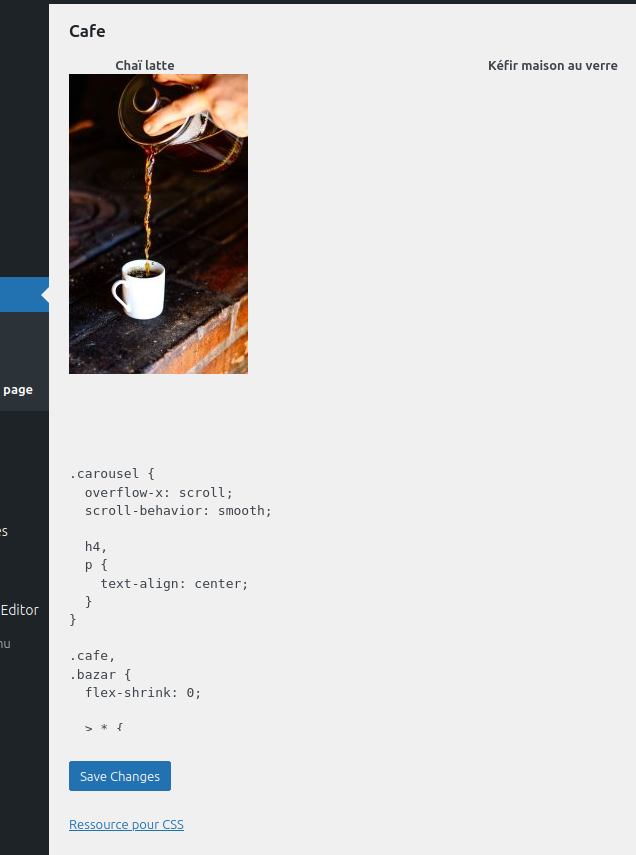 Cafe
Chaï latte
Kéfir maison au verre
page
.carousel {
  overflow-x: scroll;
  scroll-behavior: smooth;

  h4,
  p {
    text-align: center;
  }
}

.cafe,
.bazar {
  flex-shrink: 0;

  > * {
es
Editor
nu
Save Changes
Ressource pour CSS